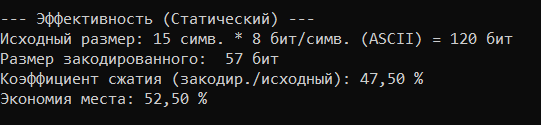 --- Эффективность (Статический) ---
Исходный размер: 15 симв. * 8 бит/симв. (ASCII) = 120 бит
Размер закодированного:  57 бит
Коэффициент сжатия (закодир./исходный): 47,50 %
Экономия места: 52,50 %